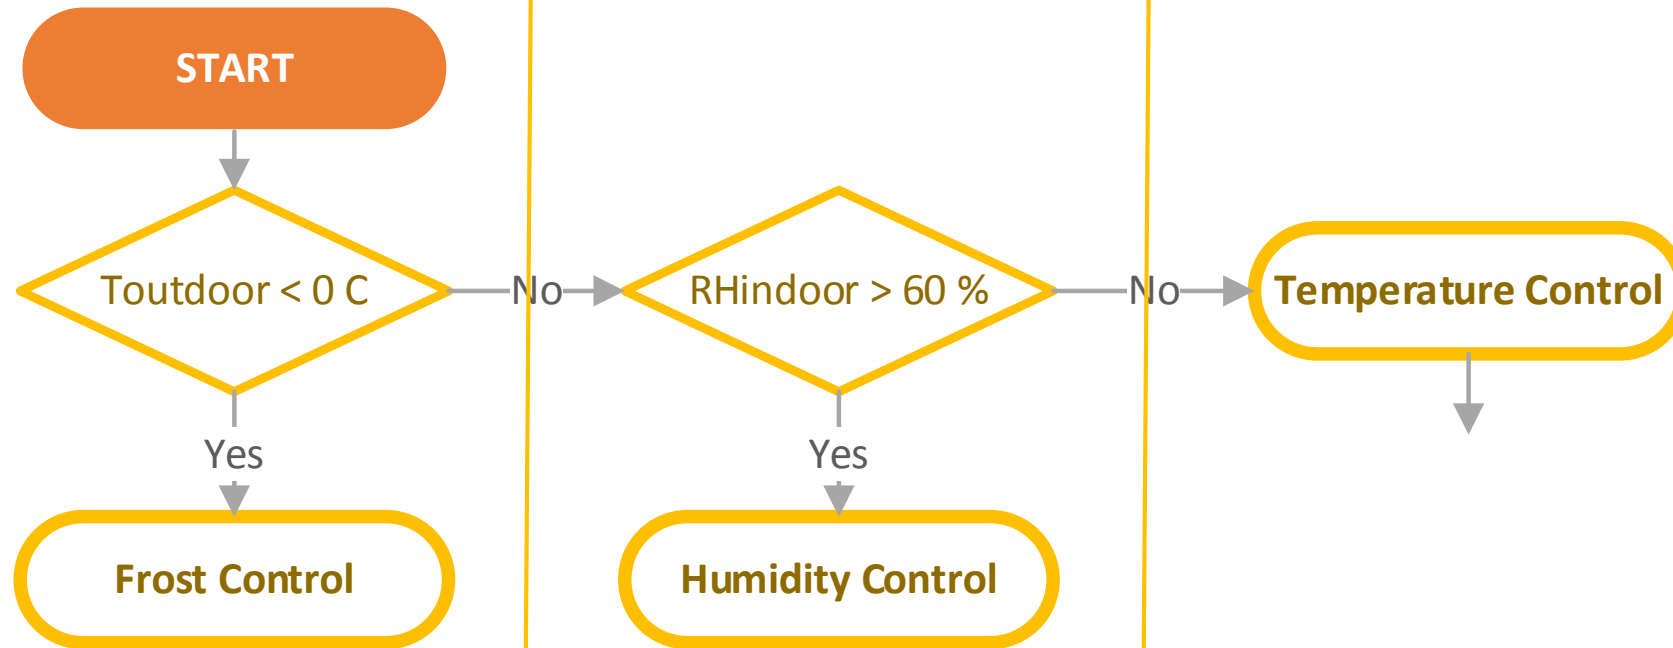 START
Toutdoor < 0 C
No
RHindoor > 60 %
No
Temperature Control
Yes
Yes
Frost Control
Humidity Control